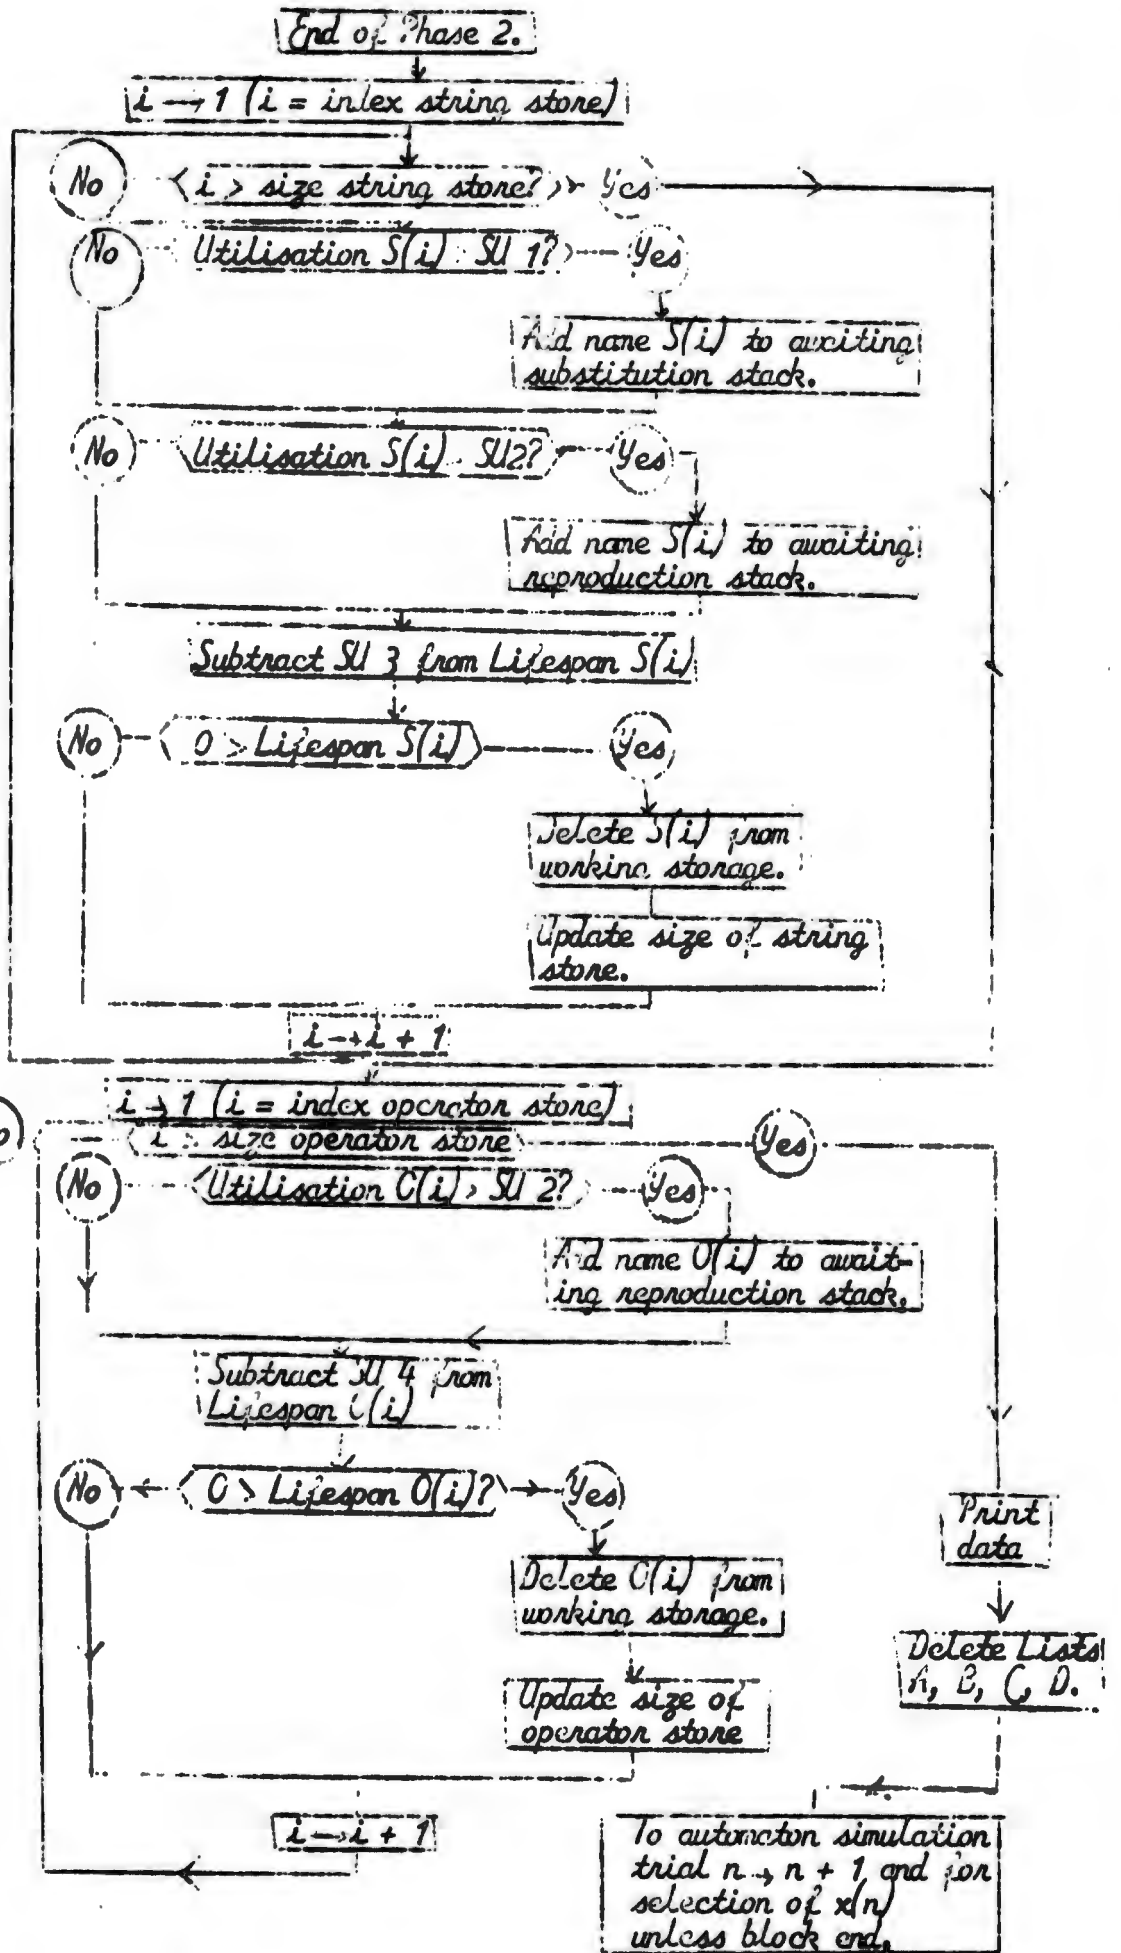 End of Phase 2.
i → 1 (i = index string store)
No < i > size string store? > Yes
No Utilisation S(i) > SU 1? Yes
Add name S(i) to awaiting
substitution stack.
No Utilisation S(i) > SU2? Yes
Add name S(i) to awaiting
reproduction stack.
Subtract SU 3 from Lifespan S(i)
No 0 > Lifespan S(i) Yes
Delete S(i) from
working storage.
Update size of string
store.
i → i + 1
i → 1 (i = index operator store)
i > size operator store Yes
No Utilisation O(i) > SU 2? Yes
Add name O(i) to await-
ing reproduction stack.
Subtract SU 4 from
Lifespan O(i)
No 0 > Lifespan O(i)? Yes
Print
data
Delete O(i) from
working storage.
Delete Lists
A, B, C, D.
Update size of
operator store
i → i + 1
To automaton simulation
trial n → n + 1 and for
selection of x(n)
unless block end.